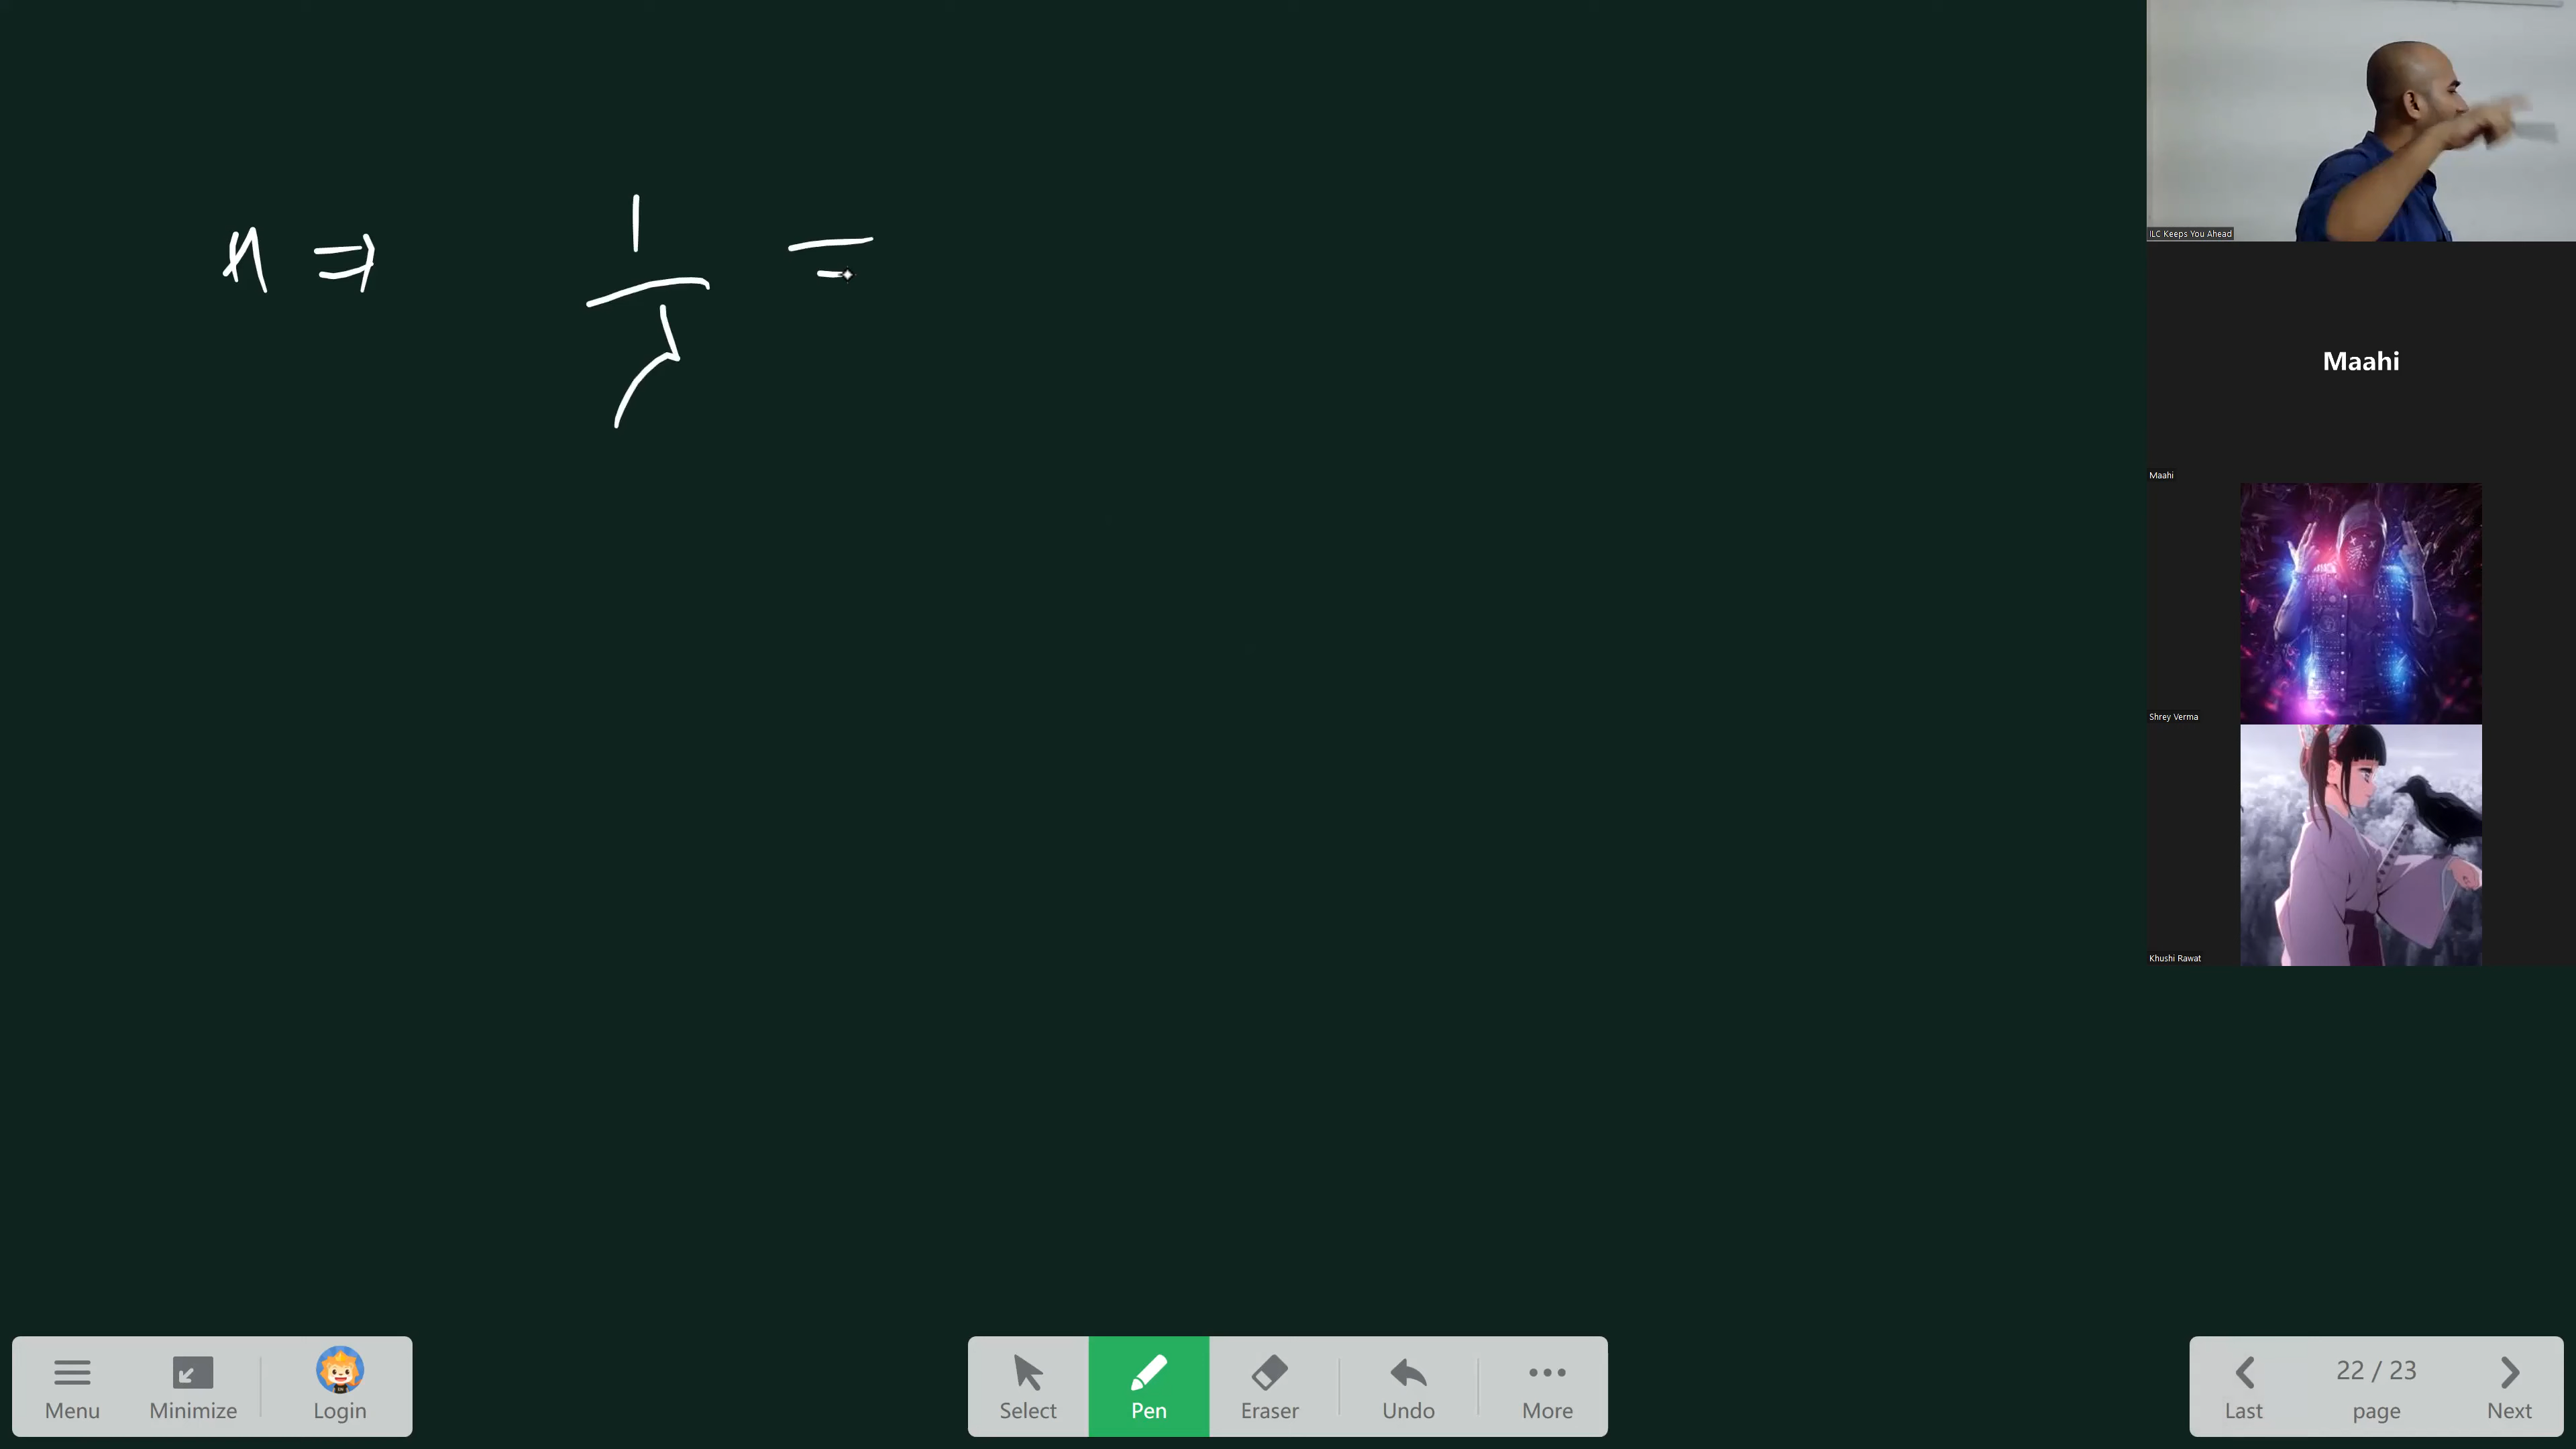 ⇒ 1 =
ILC Keeps You Ahead
Maahi
Maahi
Shrey Verma
Khushi Rawat
Menu Minimize Login
Select Pen Eraser Undo More
Last 22 / 23 page Next